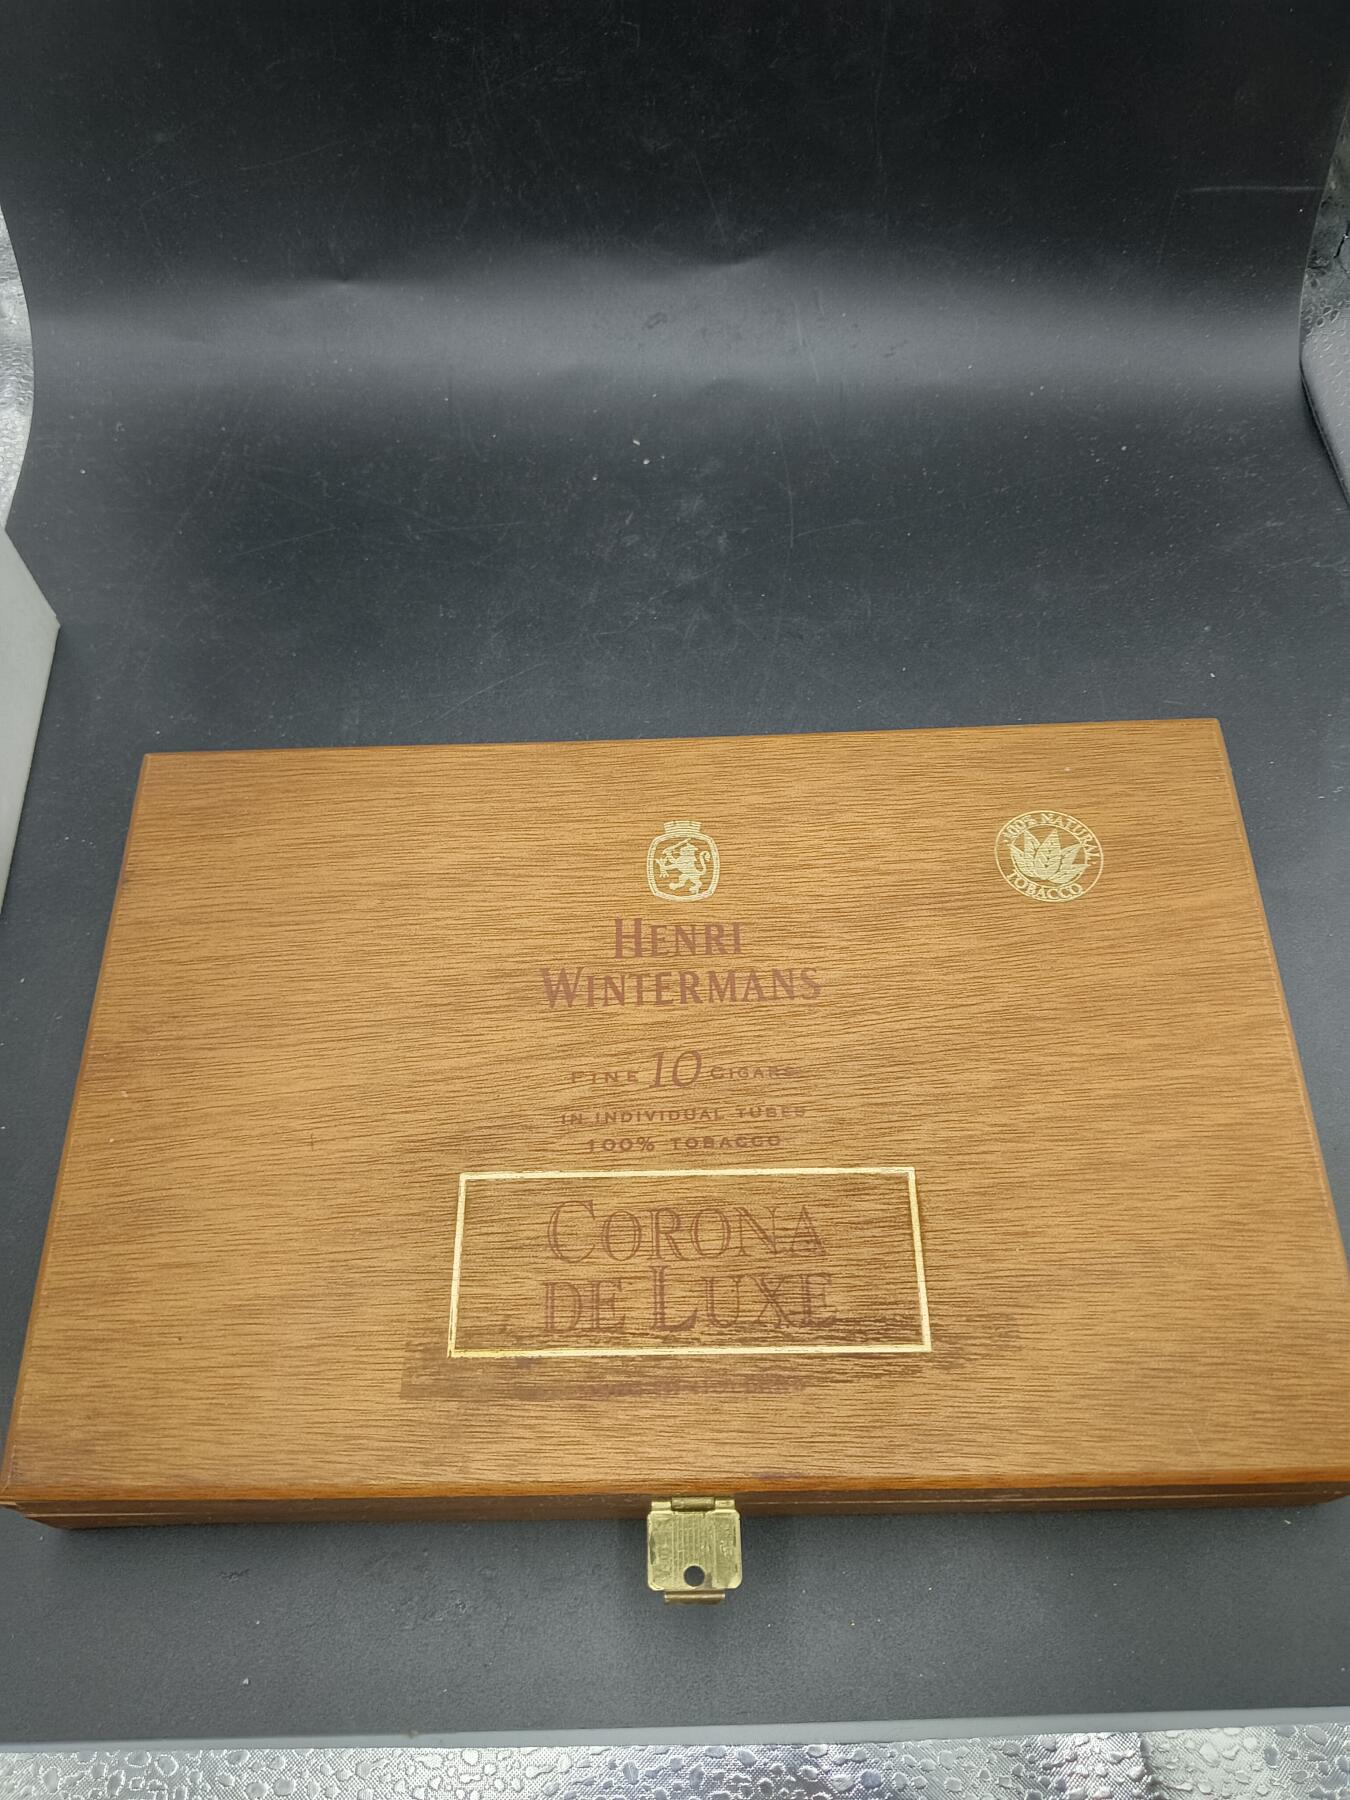 100% NATURAL
TOBACCO
HENRI
WINTERMANS
FINE 10 CIGARS
IN INDIVIDUAL TUBES
100% TOBACCO
CORONA
DE LUXE